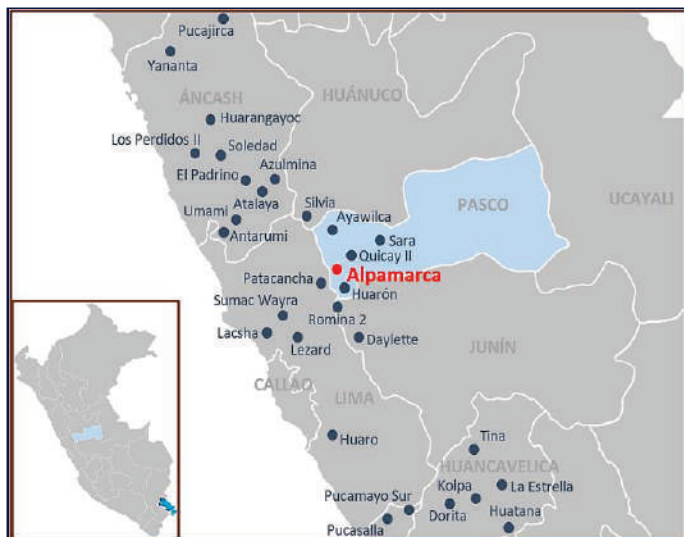 Pucajirca
Yananta
ÁNCASH
HUÁNUCO
Huarangayoc
Los Perdidos II
Soledad
Azulmina
El Padrino
Atalaya
Umami
Antarumi
Silvia
Ayawilca
PASCO
UCAYALI
Sara
Quicay II
Alpamarca
Patacancha
Huarón
Sumac Wayra
Romina 2
Lacsha
Lezard
Daylette
JUNÍN
CALLAO
LIMA
Huaro
Tina
HUANCAVELICA
Kolpa
La Estrella
Pucamayo Sur
Dorita
Huatana
Pucasalla